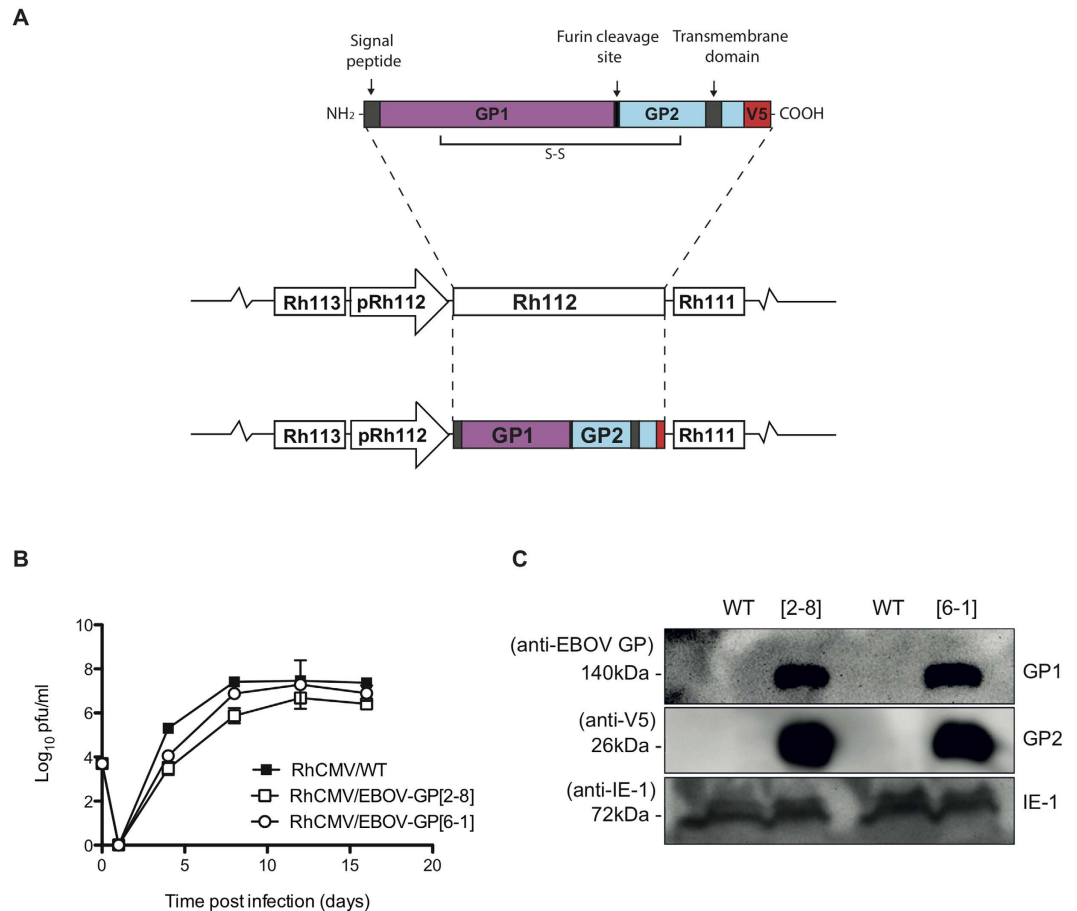 A
Signal
peptide
Furin cleavage
site
Transmembrane
domain
NH2
GP1
GP2
V5
COOH
S-S
Rh113
pRh112
Rh112
Rh111
Rh113
pRh112
GP1
GP2
Rh111
B
Log10 pfu/ml
10
8
6
4
2
0
0
5
10
15
20
Time post infection (days)
RhCMV/WT
RhCMV/EBOV-GP[2-8]
RhCMV/EBOV-GP[6-1]
C
WT [2-8] WT [6-1]
(anti-EBOV GP)
140kDa -
GP1
(anti-V5)
26kDa -
GP2
(anti-IE-1)
72kDa -
IE-1